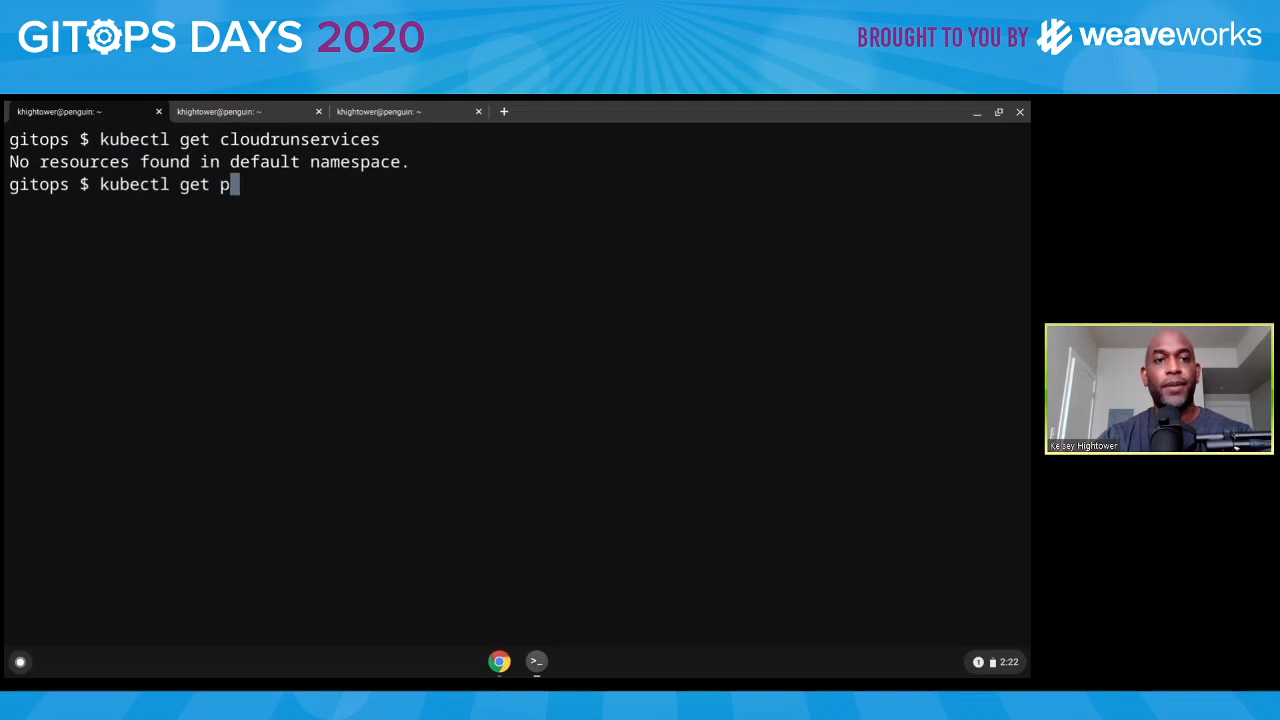 GITOPS DAYS 2020
BROUGHT TO YOU BY weaveworks
khightower@penguin: ~
khightower@penguin: ~
khightower@penguin: ~
gitops $ kubectl get cloudrunservices
No resources found in default namespace.
gitops $ kubectl get p
Kelsey Hightower
2:22